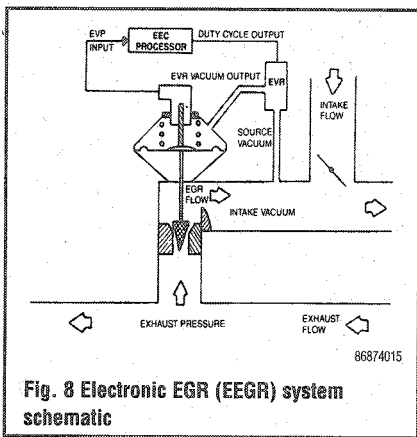 EVP
INPUT
EEC
PROCESSOR
DUTY CYCLE OUTPUT
EVR VACUUM OUTPUT
EVR
INTAKE
FLOW
SOURCE
VACUUM
EGR
FLOW
INTAKE VACUUM
EXHAUST PRESSURE
EXHAUST
FLOW
86874015
Fig. 8 Electronic EGR (EEGR) system
schematic